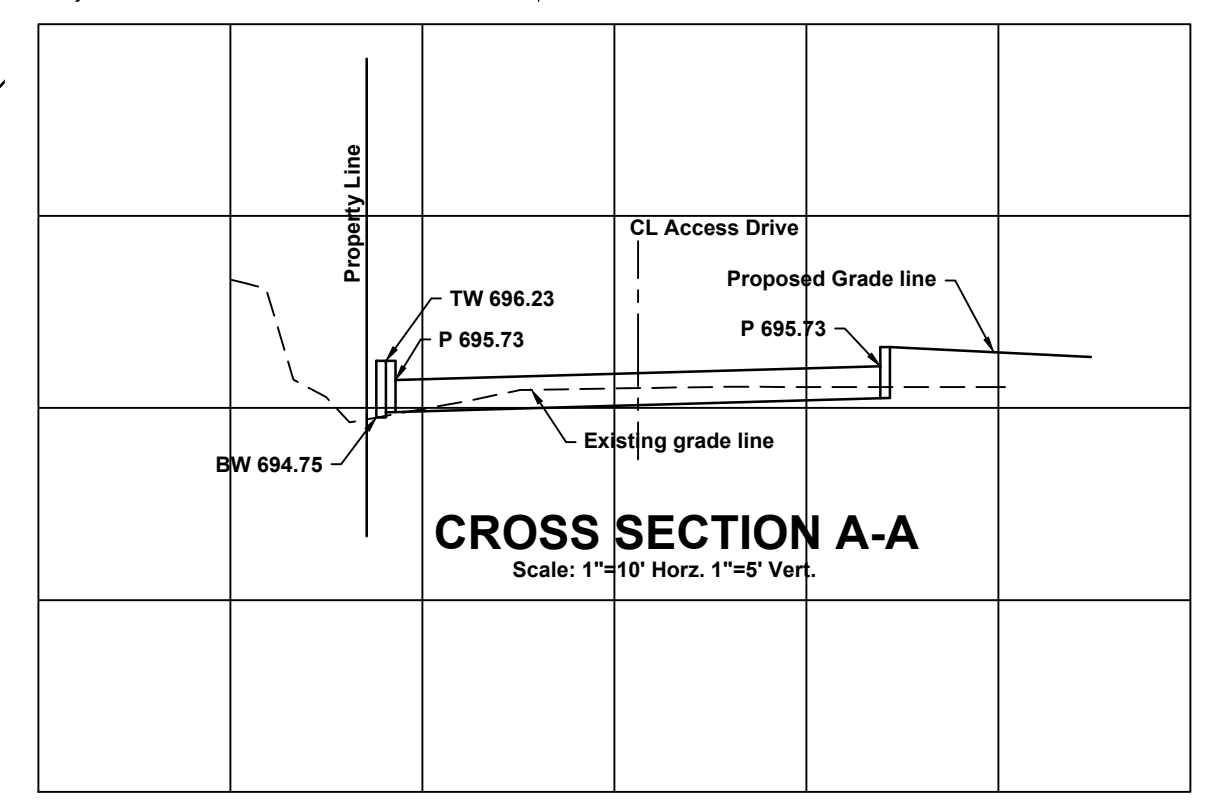 Property Line
CL Access Drive
Proposed Grade line
TW 696.23
P 695.73
P 695.73
Existing grade line
BW 694.75
CROSS SECTION A-A
Scale: 1"=10' Horz. 1"=5' Vert.